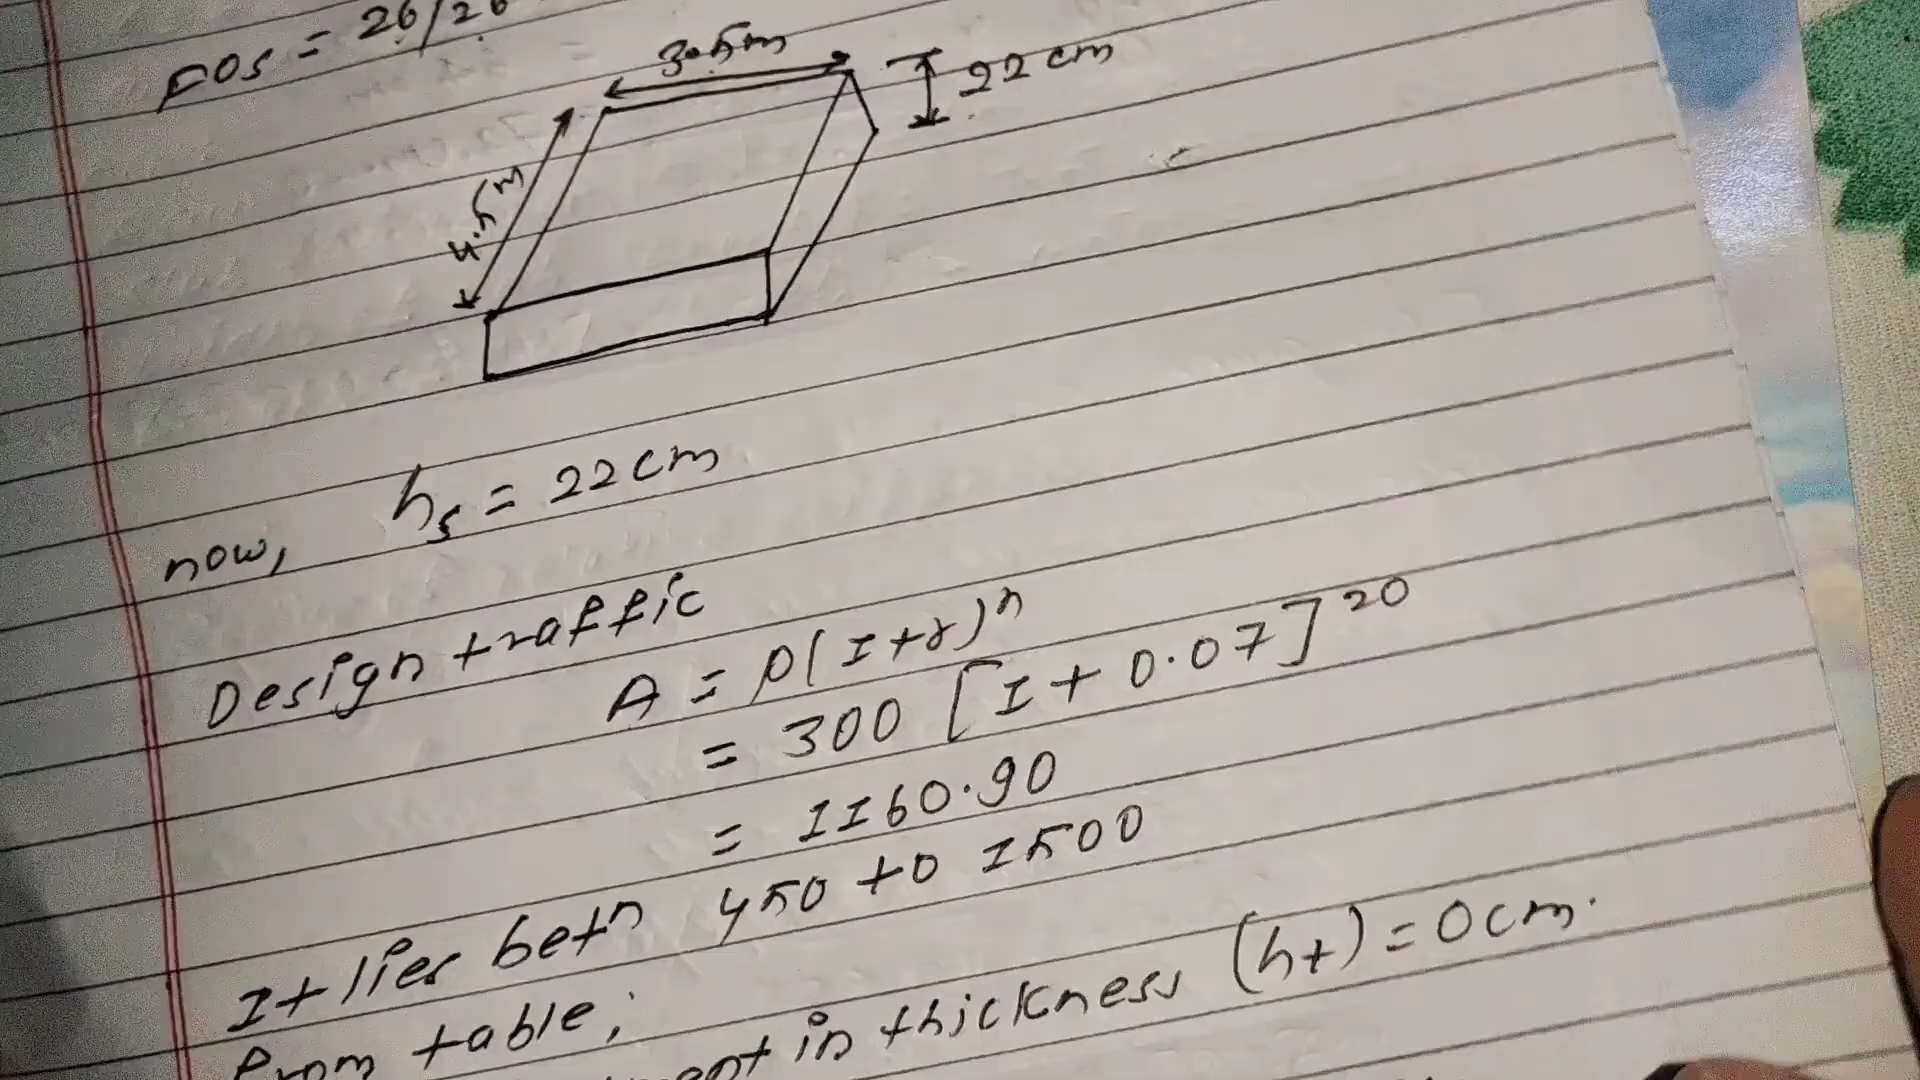 FOS = 26/26
3.5m
22 cm
4.5m
now, hs = 22cm
Design traffic
A = P(1+r)^n
= 300 [1 + 0.07]^20
= 1160.90
It lies betn 450 to 1500
from table;
in thickness (ht) = 0cm.